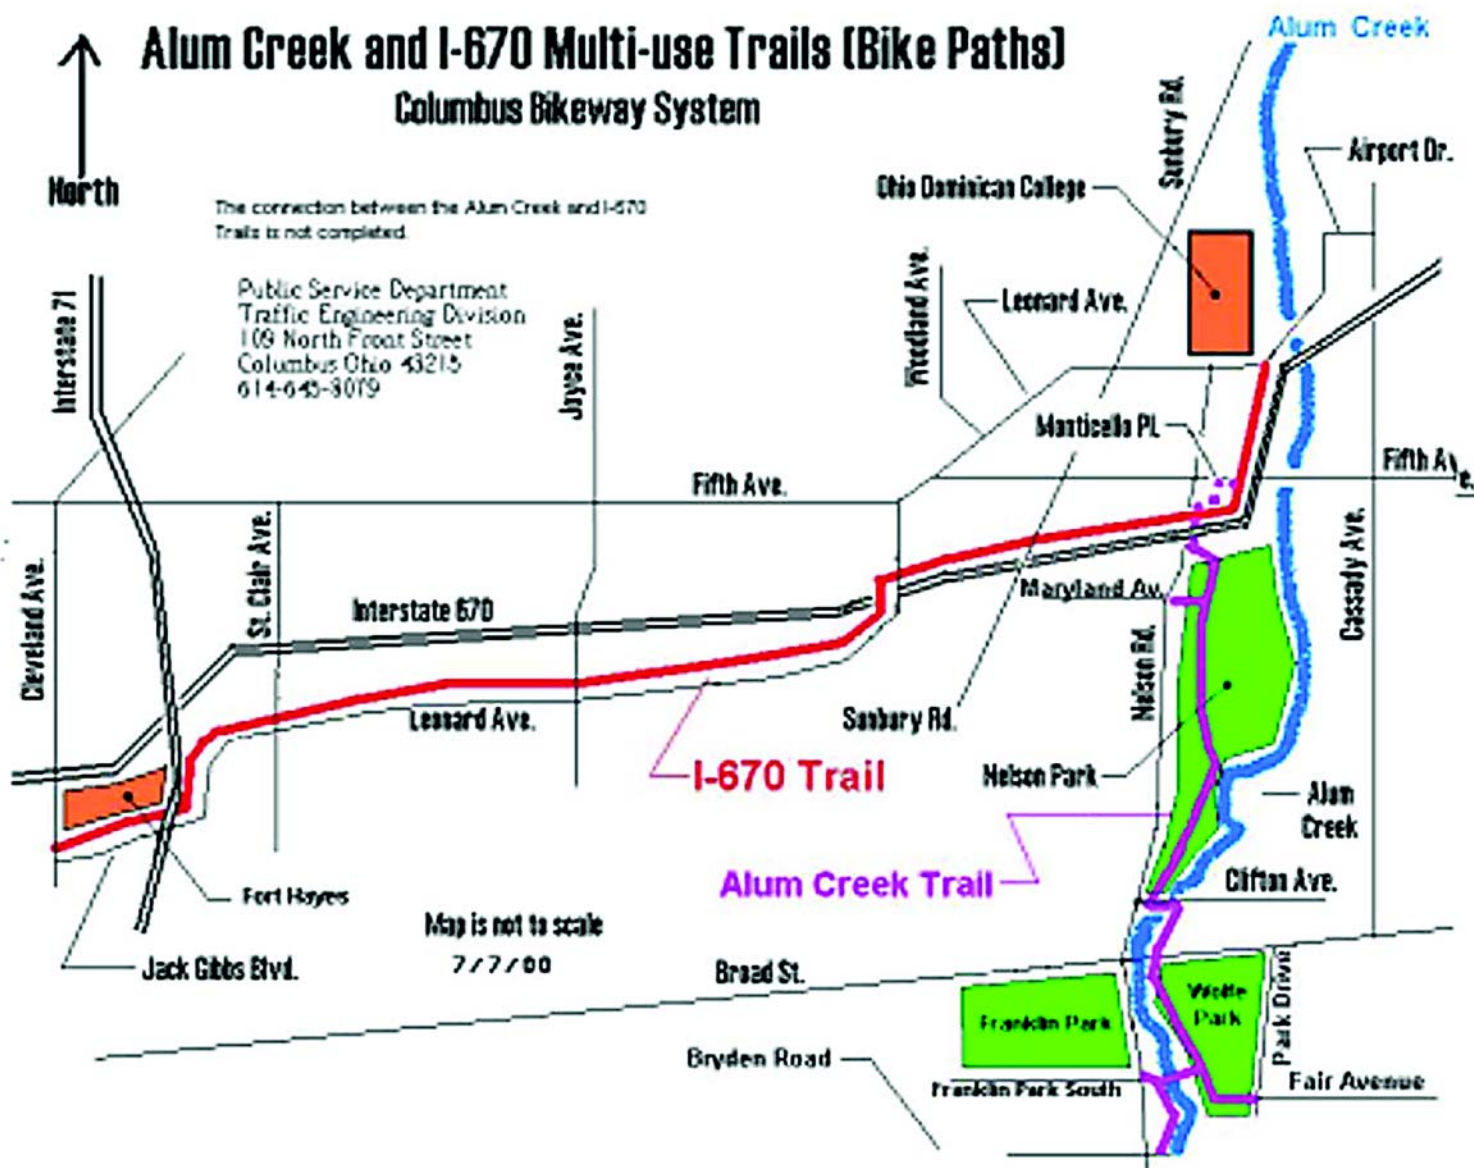 Alum Creek and I-670 Multi-use Trails (Bike Paths)
Columbus Bikeway System
North
The connection between the Alum Creek and I-670
Trails is not completed.
Public Service Department
Traffic Engineering Division
109 North Front Street
Columbus Ohio 43215
614-645-8079
Alum Creek
Sunbury Rd.
Airport Dr.
Ohio Dominican College
Interstate 71
Joyce Ave.
Woodland Ave.
Leonard Ave.
Monticello Pl.
Fifth Ave.
Fifth Av
e.
Cleveland Ave.
St. Clair Ave.
Interstate 670
Maryland Av.
Cassady Ave.
Nelson Rd.
Leonard Ave.
Sunbury Rd.
I-670 Trail
Nelson Park
Alum
Creek
Alum Creek Trail
Clifton Ave.
Fort Hayes
Map is not to scale
7/7/00
Jack Gibbs Blvd.
Broad St.
Franklin Park
Wolfe
Park
Park Drive
Bryden Road
Franklin Park South
Fair Avenue